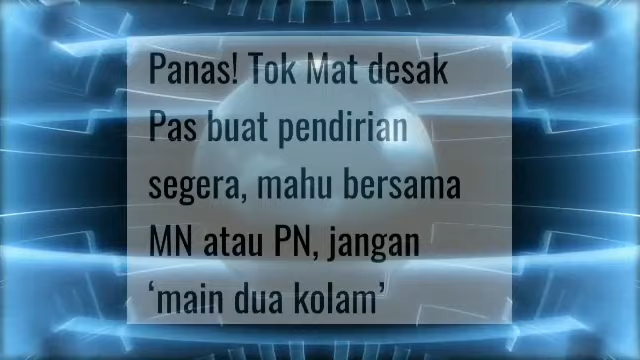 Panas! Tok Mat desak
Pas buat pendirian
segera, mahu bersama
MN atau PN, jangan
‘main dua kolam’